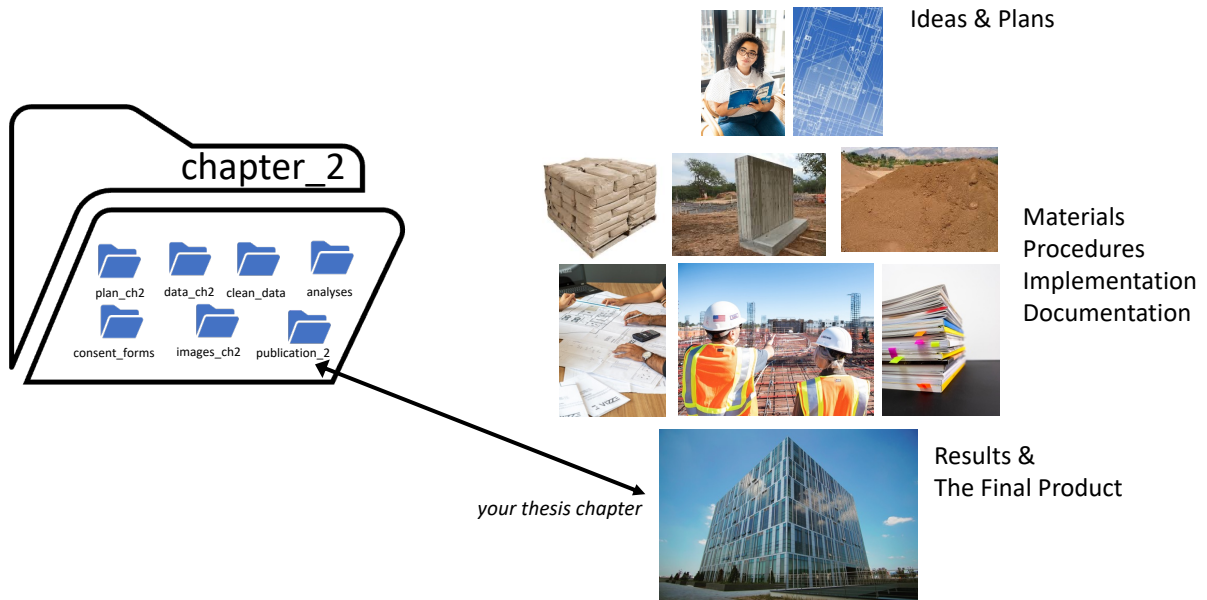 Ideas & Plans
chapter_2
plan_ch2
data_ch2
clean_data
analyses
consent_forms
images_ch2
publication_2
Materials
Procedures
Implementation
Documentation
your thesis chapter
Results &
The Final Product